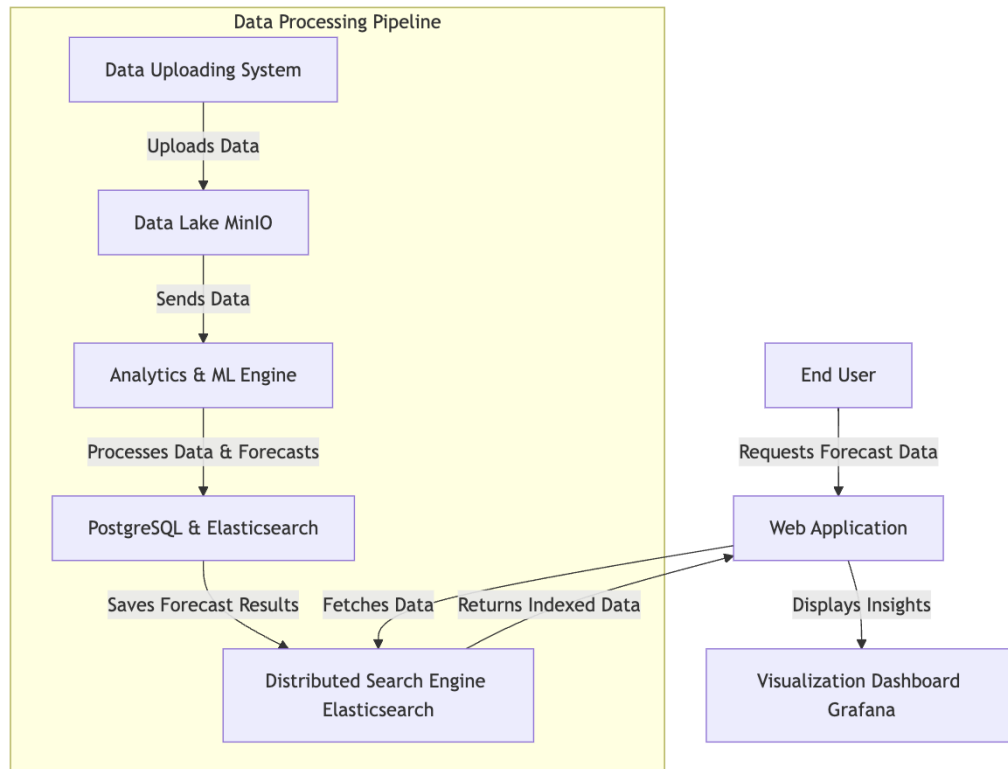 Data Processing Pipeline
Data Uploading System
Uploads Data
Data Lake MinIO
Sends Data
Analytics & ML Engine
End User
Processes Data & Forecasts
Requests Forecast Data
PostgreSQL & Elasticsearch
Web Application
Saves Forecast Results
Fetches Data
Returns Indexed Data
Displays Insights
Distributed Search Engine
Elasticsearch
Visualization Dashboard
Grafana